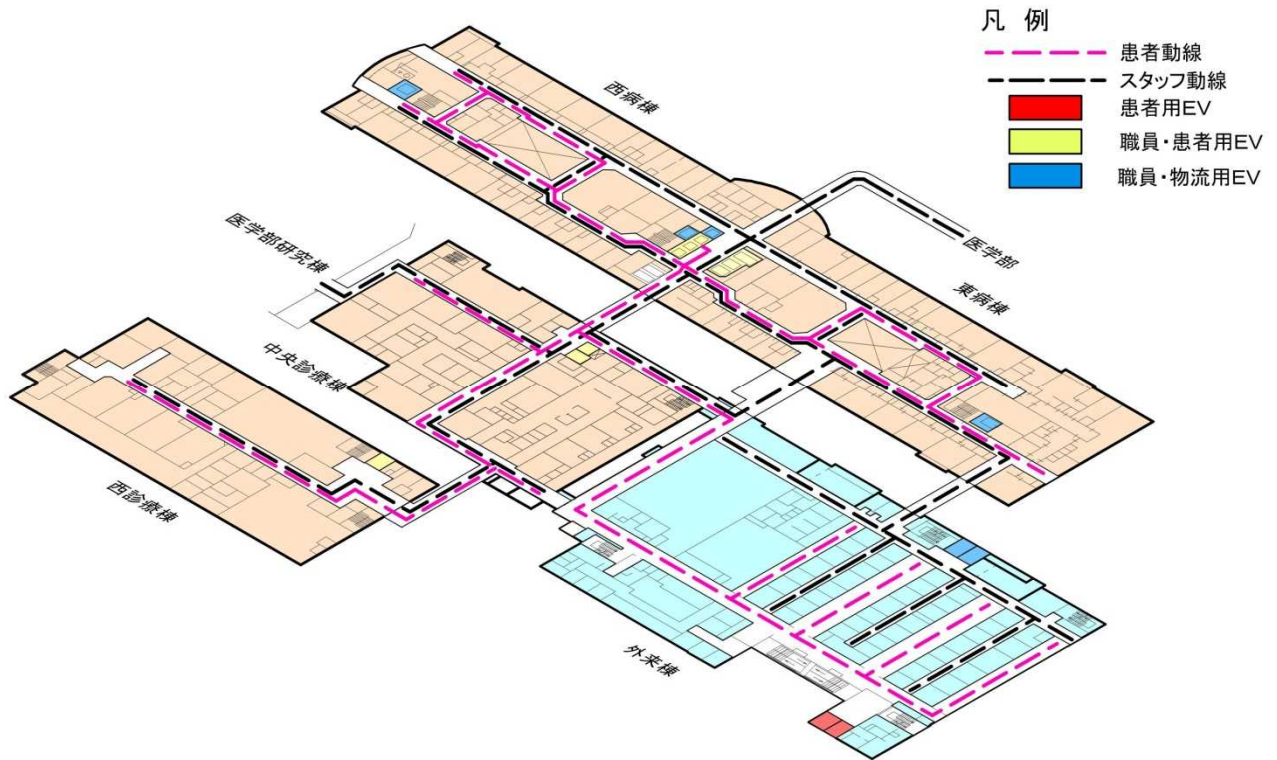 凡 例
患者動線
スタッフ動線
患者用EV
職員・患者用EV
職員・物流用EV
西病棟
医学部
東病棟
医学部研究棟
中央診療棟
西診療棟
外来棟